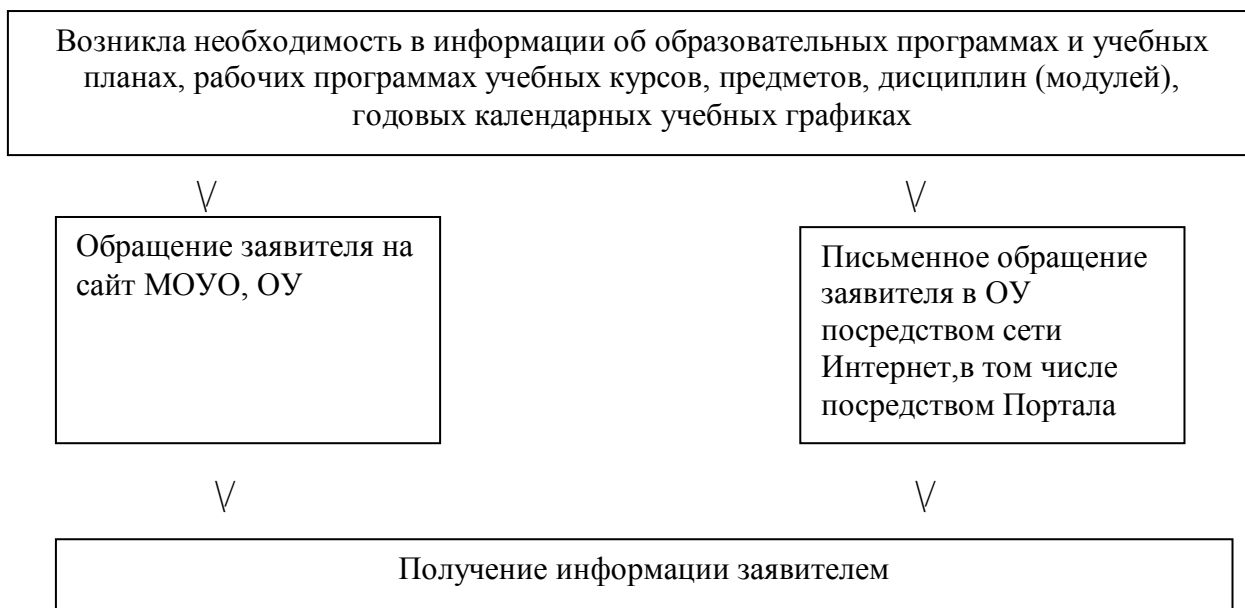 Возникла необходимость в информации об образовательных программах и учебных
планах, рабочих программах учебных курсов, предметов, дисциплин (модулей),
годовых календарных учебных графиках
\/
\/
Обращение заявителя на
сайт МОУО, ОУ
Письменное обращение
заявителя в ОУ
посредством сети
Интернет,в том числе
посредством Портала
\/
\/
Получение информации заявителем